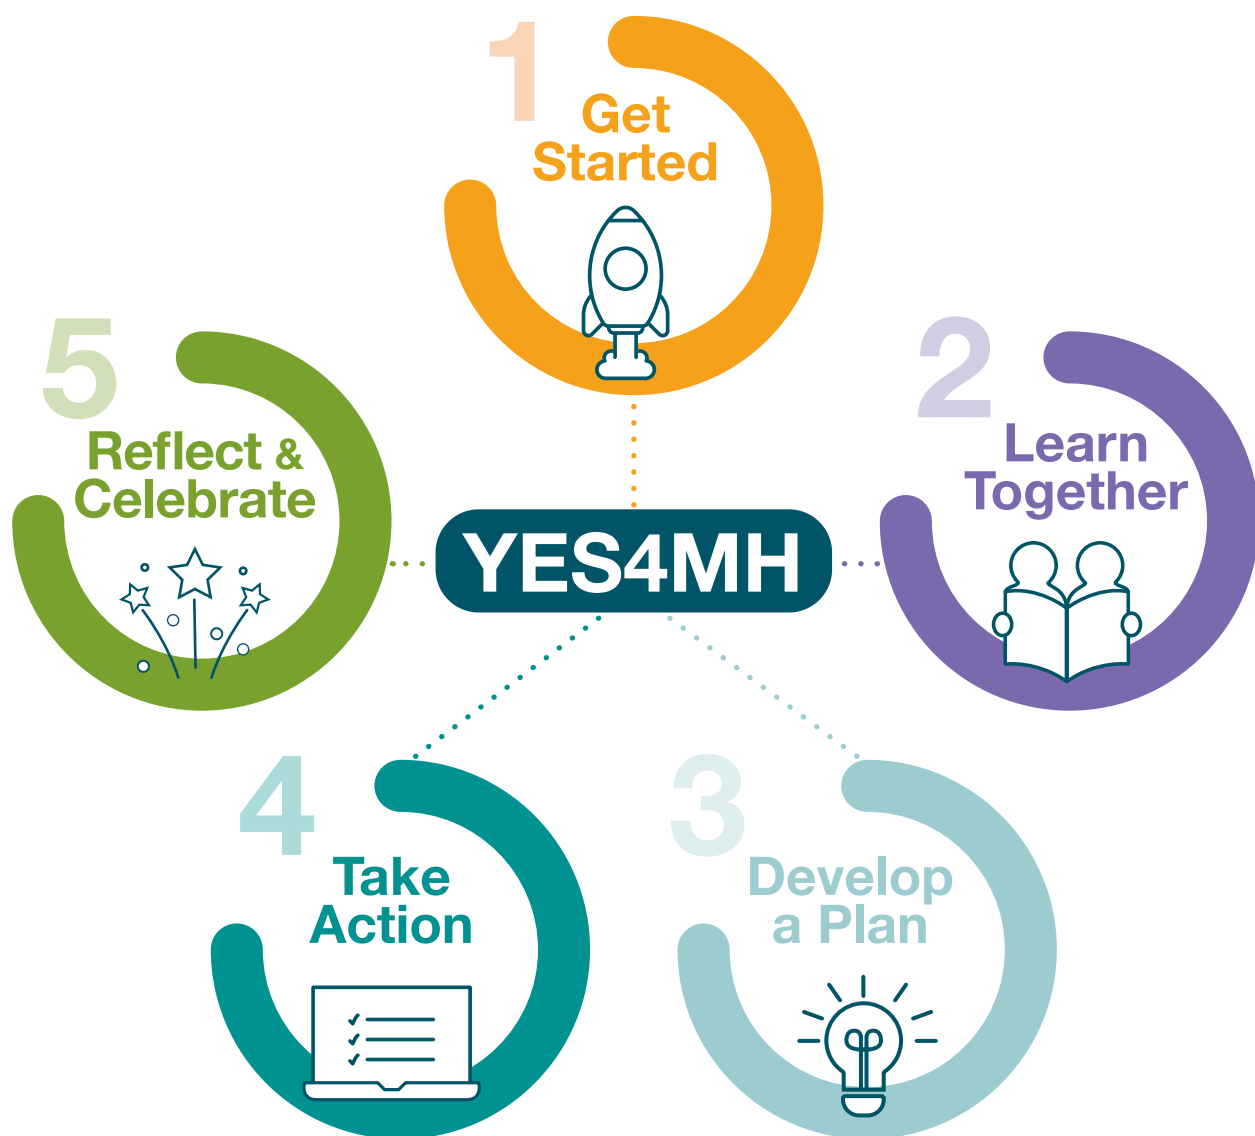 1
Get
Started
2
Learn
Together
3
Develop
a Plan
4
Take
Action
5
Reflect &
Celebrate
YES4MH